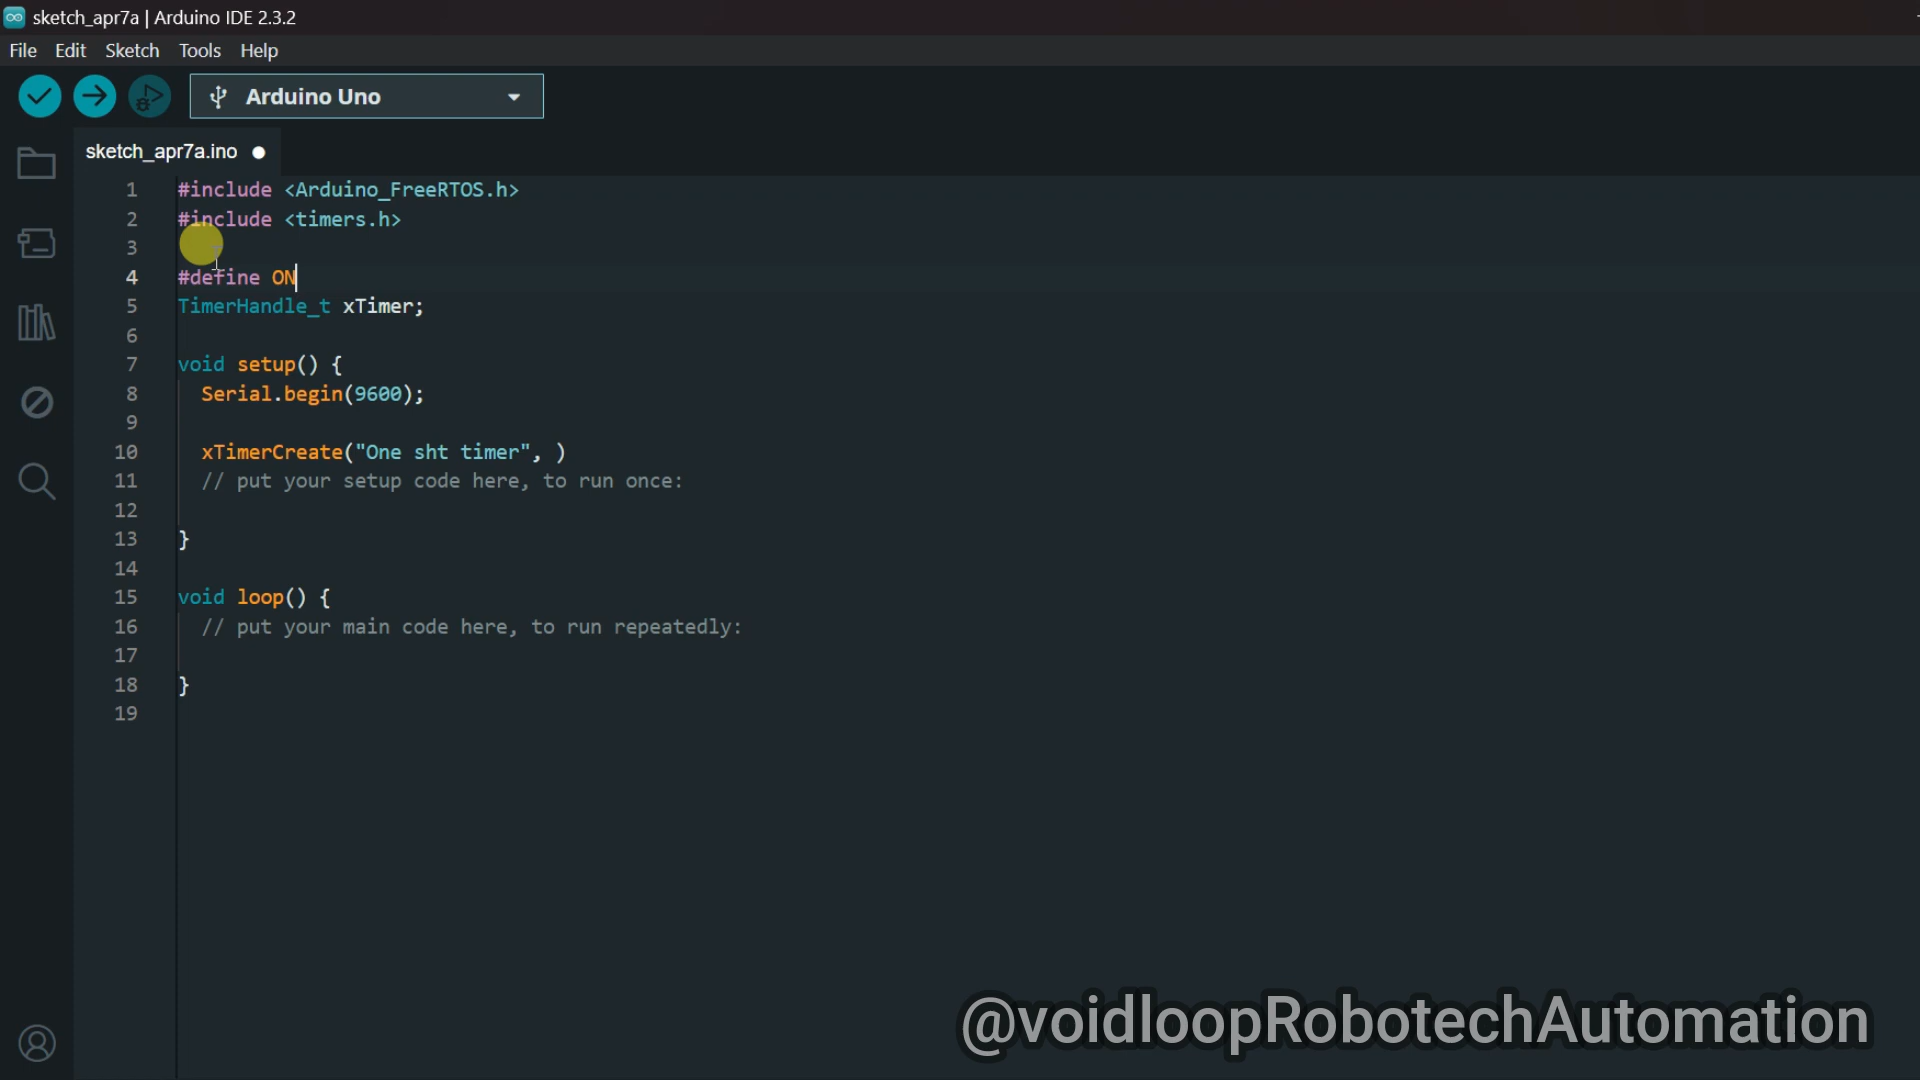 sketch_apr7a | Arduino IDE 2.3.2
File Edit Sketch Tools Help
Arduino Uno
sketch_apr7a.ino
1 #include <Arduino_FreeRTOS.h>
2 #include <timers.h>
3
4 #define ON
5 TimerHandle_t xTimer;
6
7 void setup() {
8 Serial.begin(9600);
9
10 xTimerCreate("One sht timer", )
11 // put your setup code here, to run once:
12
13 }
14
15 void loop() {
16 // put your main code here, to run repeatedly:
17
18 }
19
@voidloopRobotechAutomation